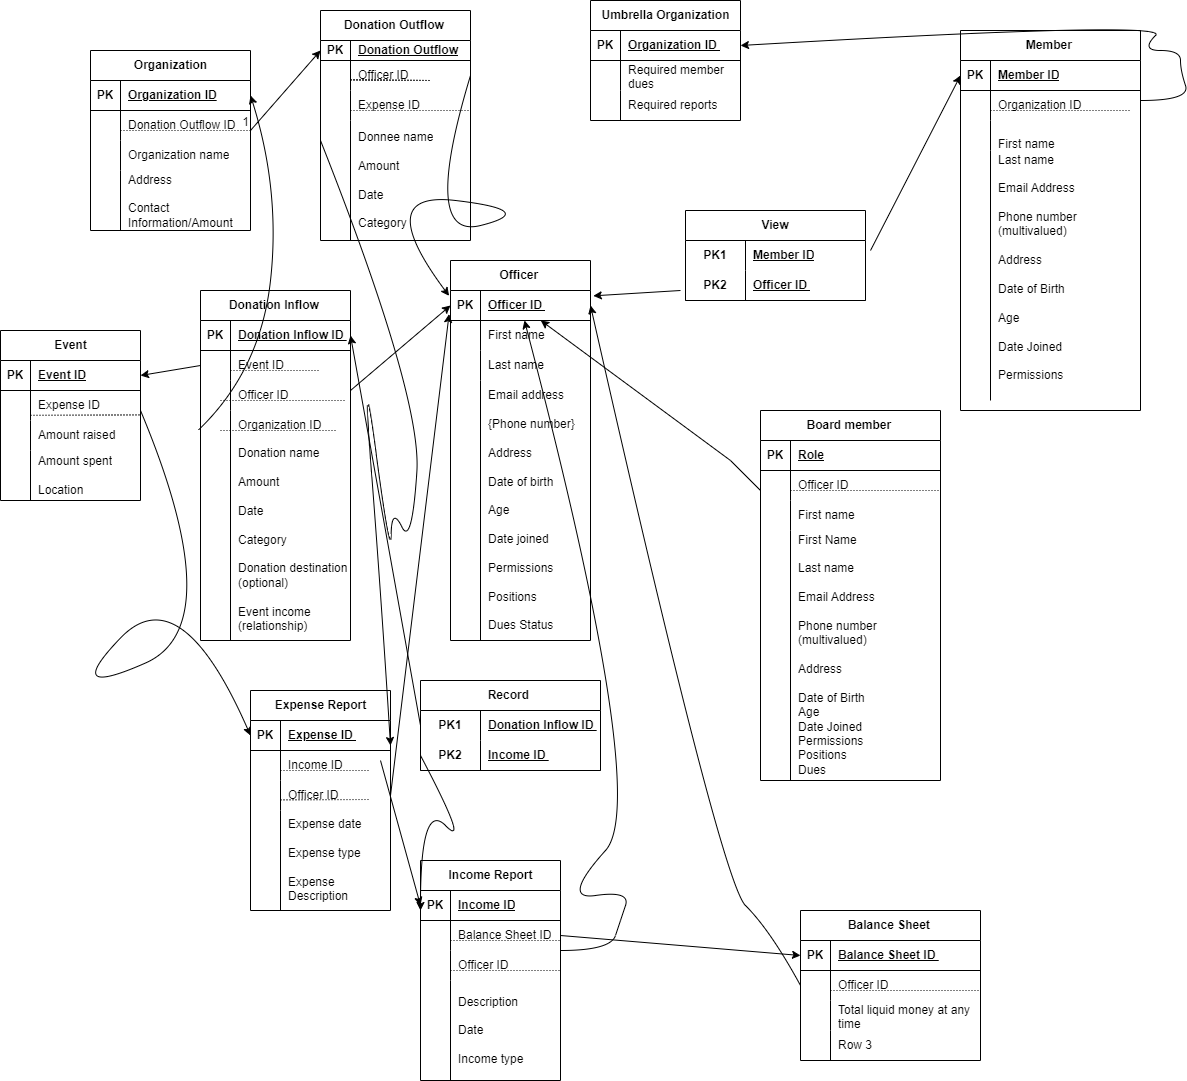 Donation Outflow
PK Donation Outflow
Officer ID
Expense ID
Donnee name
Amount
Date
Category
Umbrella Organization
PK Organization ID
Required member
dues
Required reports
Member
PK Member ID
Organization ID
First name
Last name
Email Address
Phone number
(multivalued)
Address
Date of Birth
Age
Date Joined
Permissions
Organization
PK Organization ID
Donation Outflow ID 1
Organization name
Address
Contact
Information/Amount
View
PK1 Member ID
PK2 Officer ID
Officer
PK Officer ID
First name
Last name
Email address
{Phone number}
Address
Date of birth
Age
Date joined
Permissions
Positions
Dues Status
Donation Inflow
PK Donation Inflow ID
Event ID
Officer ID
Organization ID
Donation name
Amount
Date
Category
Donation destination
(optional)
Event income
(relationship)
Event
PK Event ID
Expense ID
Amount raised
Amount spent
Location
Board member
PK Role
Officer ID
First name
First Name
Last name
Email Address
Phone number
(multivalued)
Address
Date of Birth
Age
Date Joined
Permissions
Positions
Dues
Expense Report
PK Expense ID
Income ID
Officer ID
Expense date
Expense type
Expense
Description
Record
PK1 Donation Inflow ID
PK2 Income ID
Income Report
PK Income ID
Balance Sheet ID
Officer ID
Description
Date
Income type
Balance Sheet
PK Balance Sheet ID
Officer ID
Total liquid money at any
time
Row 3